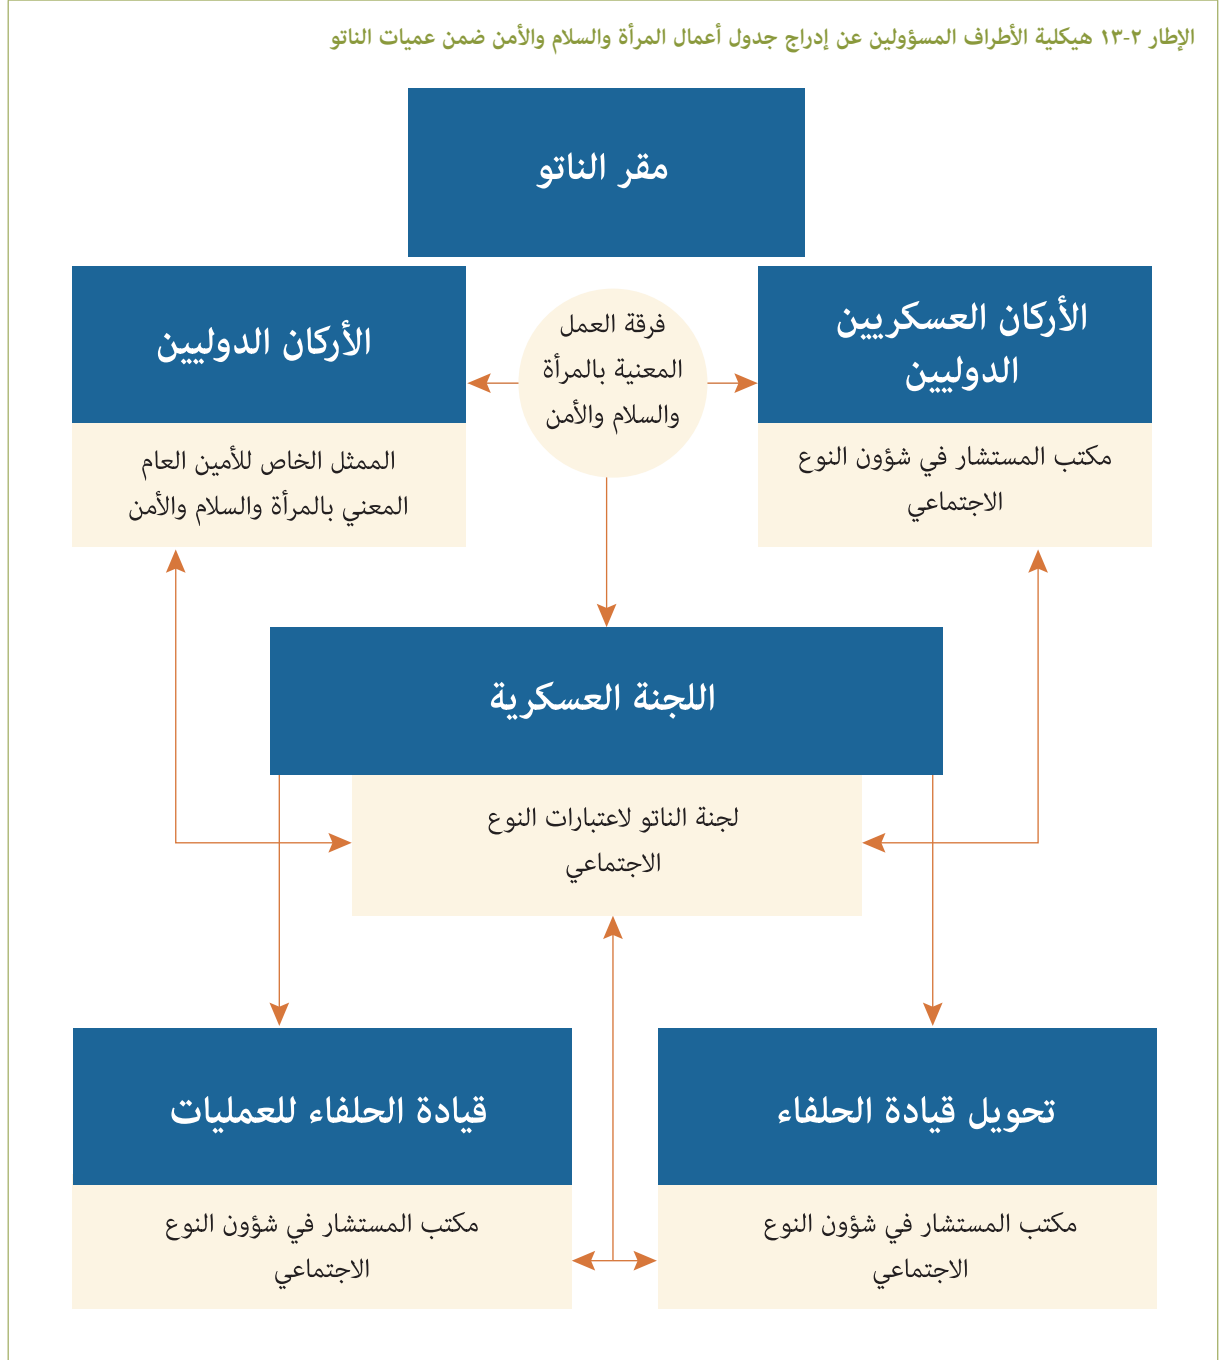 الإطار ٢-١٣ هيكلية الأطراف المسؤولين عن إدراج جدول أعمال المرأة والسلام والأمن ضمن عميات الناتو
مقر الناتو
الأركان العسكريين
الدوليين
مكتب المستشار في شؤون النوع
الاجتماعي
فرقة العمل
المعنية بالمرأة
والسلام والأمن
الأركان الدوليين
الممثل الخاص للأمين العام
المعني بالمرأة والسلام والأمن
اللجنة العسكرية
لجنة الناتو لاعتبارات النوع
الاجتماعي
تحويل قيادة الحلفاء
مكتب المستشار في شؤون النوع
الاجتماعي
قيادة الحلفاء للعمليات
مكتب المستشار في شؤون النوع
الاجتماعي